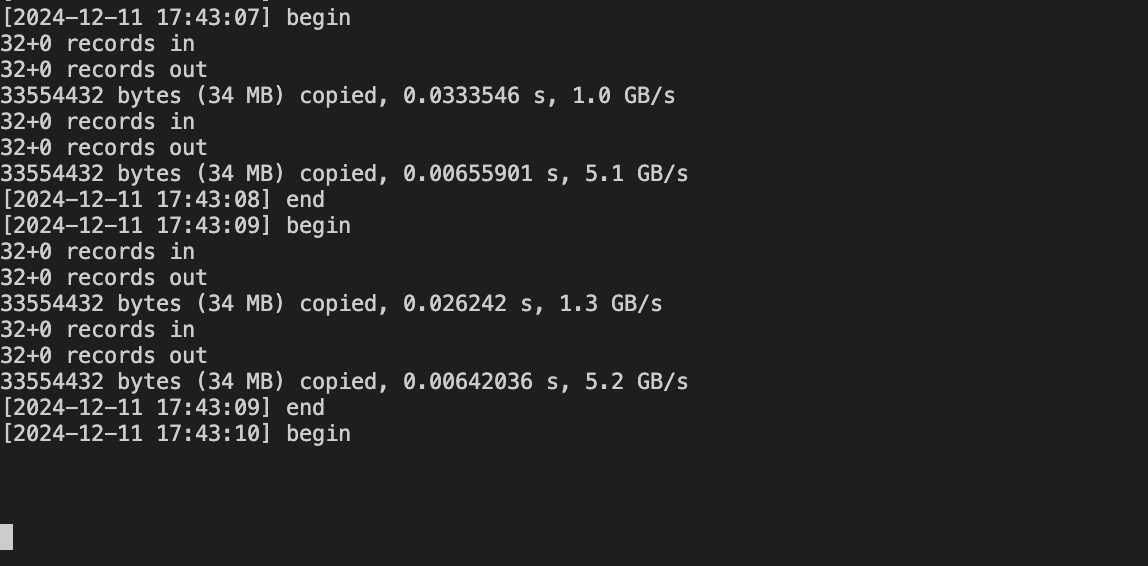 [2024-12-11 17:43:07] begin
32+0 records in
32+0 records out
33554432 bytes (34 MB) copied, 0.0333546 s, 1.0 GB/s
32+0 records in
32+0 records out
33554432 bytes (34 MB) copied, 0.00655901 s, 5.1 GB/s
[2024-12-11 17:43:08] end
[2024-12-11 17:43:09] begin
32+0 records in
32+0 records out
33554432 bytes (34 MB) copied, 0.026242 s, 1.3 GB/s
32+0 records in
32+0 records out
33554432 bytes (34 MB) copied, 0.00642036 s, 5.2 GB/s
[2024-12-11 17:43:09] end
[2024-12-11 17:43:10] begin